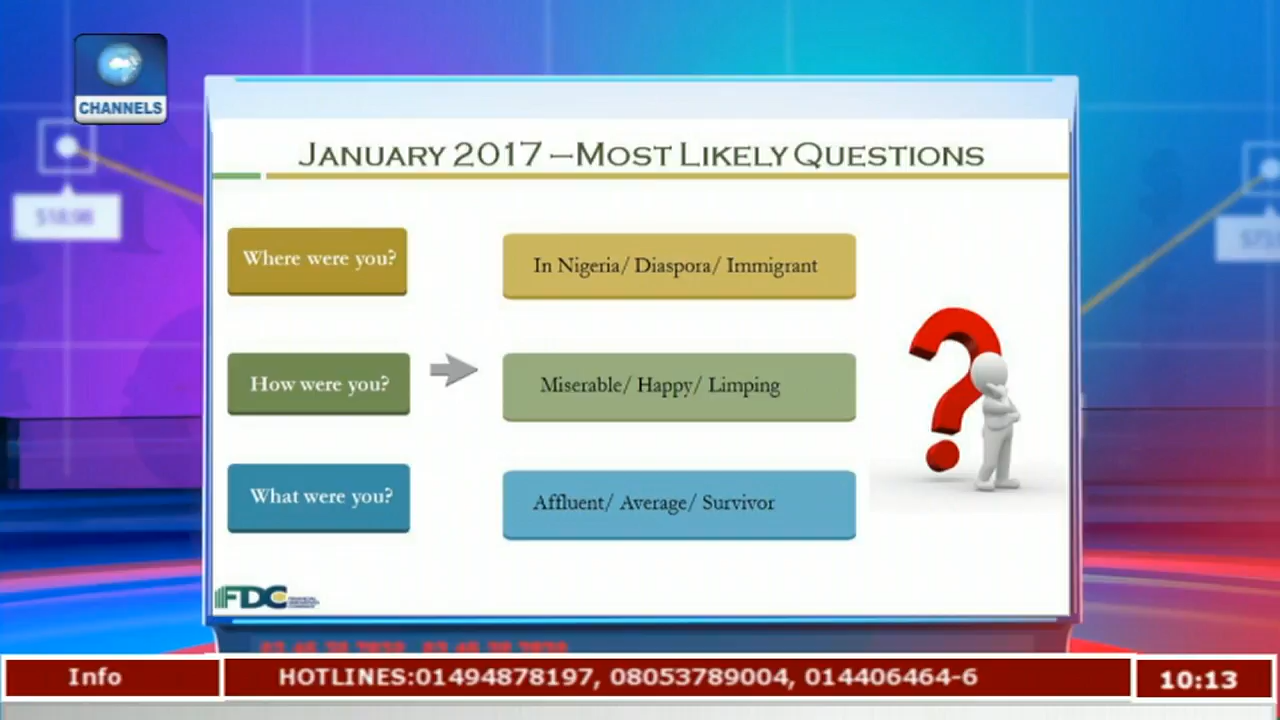 CHANNELS
JANUARY 2017 –MOST LIKELY QUESTIONS
Where were you?
In Nigeria/ Diaspora/ Immigrant
How were you?
Miserable/ Happy/ Limping
What were you?
Affluent/ Average/ Survivor
FDC
Info
HOTLINES:01494878197, 08053789004, 014406464-6
10:13